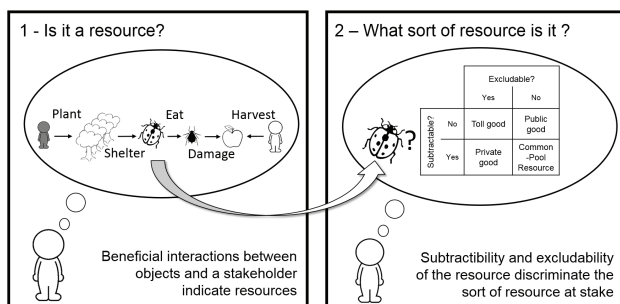 1 - Is it a resource?
Plant
Eat
Harvest
Shelter
Damage
Beneficial interactions between
objects and a stakeholder
indicate resources
2 – What sort of resource is it ?
?
Excludable?
Yes No
Subtractable?
No Toll good Public
good
Yes Private
good Common
-Pool
Resource
Subtractibility and excludability
of the resource discriminate the
sort of resource at stake